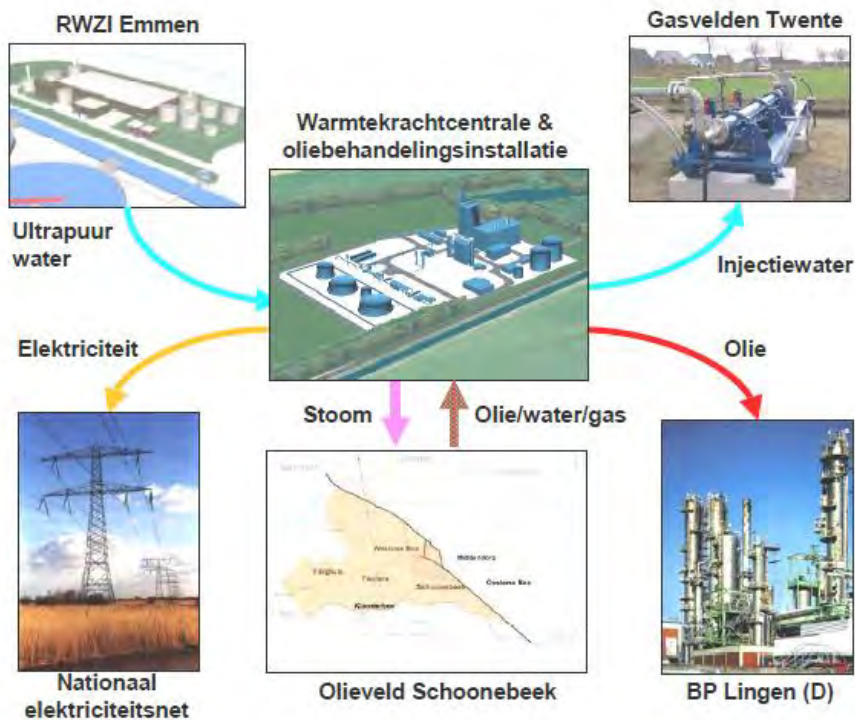 RWZI Emmen
Gasvelden Twente
Warmtekrachtcentrale &
oliebehandelingsinstallatie
Ultrapuur
water
Injectiewater
Elektriciteit
Olie
Stoom
Olie/water/gas
Schoonebeek
Nationaal
elektriciteitsnet
Olieveld Schoonebeek
BP Lingen (D)